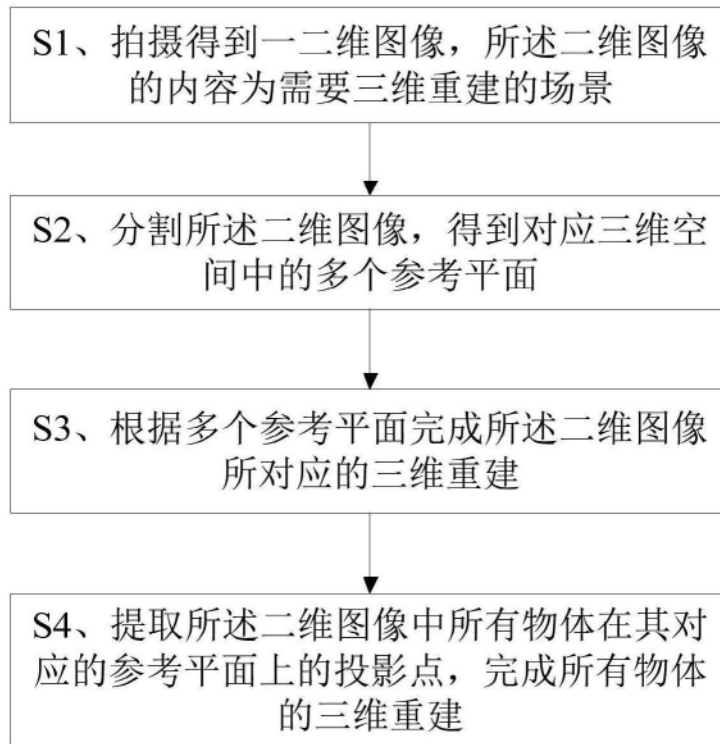 S1、拍摄得到一二维图像，所述二维图像
的内容为需要三维重建的场景
S2、分割所述二维图像，得到对应三维空
间中的多个参考平面
S3、根据多个参考平面完成所述二维图像
所对应的三维重建
S4、提取所述二维图像中所有物体在其对
应的参考平面上的投影点，完成所有物体
的三维重建